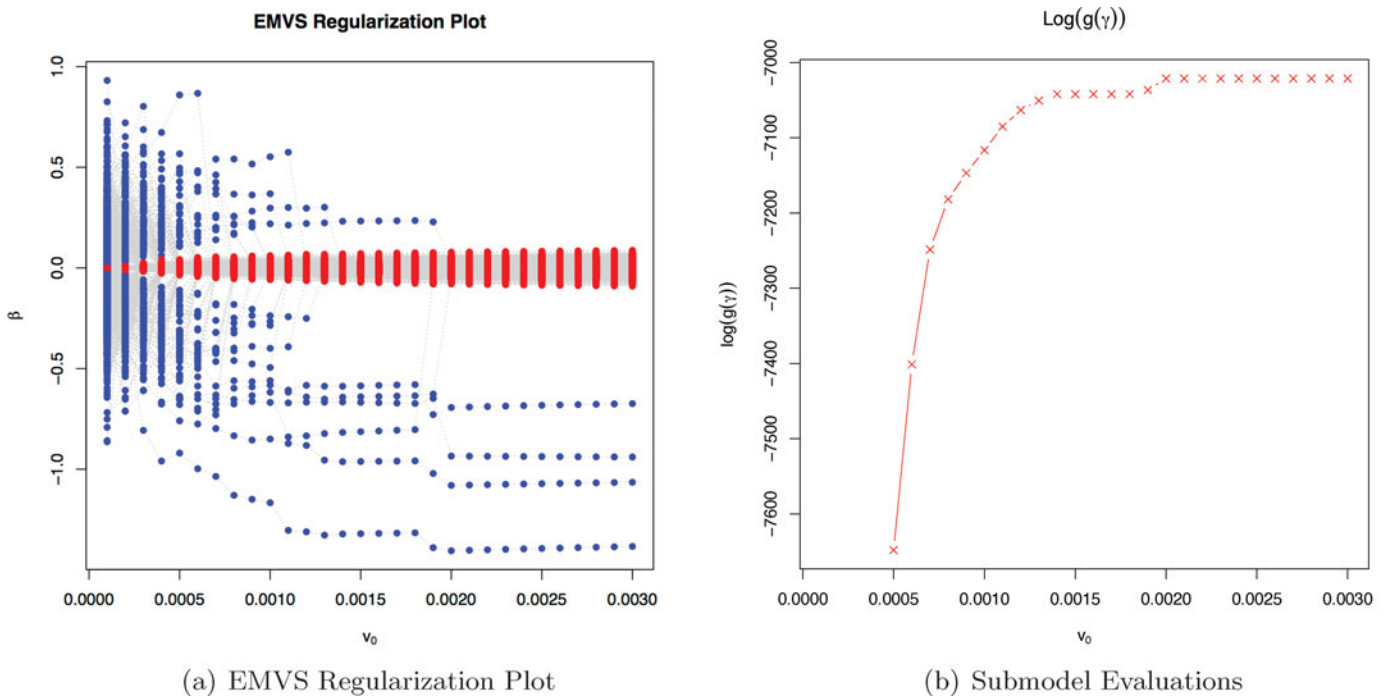 EMVS Regularization Plot
1.0
0.5
0.0
−0.5
−1.0
β
0.0000 0.0005 0.0010 0.0015 0.0020 0.0025 0.0030
v₀
(a) EMVS Regularization Plot
Log(g(γ))
−7000
−7100
−7200
−7300
−7400
−7500
−7600
log(g(γ))
0.0000 0.0005 0.0010 0.0015 0.0020 0.0025 0.0030
v₀
(b) Submodel Evaluations